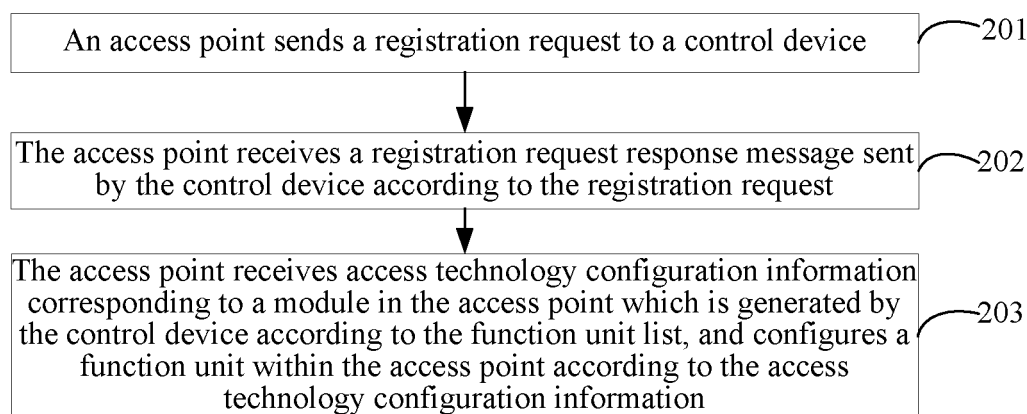 An access point sends a registration request to a control device
201
The access point receives a registration request response message sent
by the control device according to the registration request
202
The access point receives access technology configuration information
corresponding to a module in the access point which is generated by
the control device according to the function unit list, and configures a
function unit within the access point according to the access
technology configuration information
203